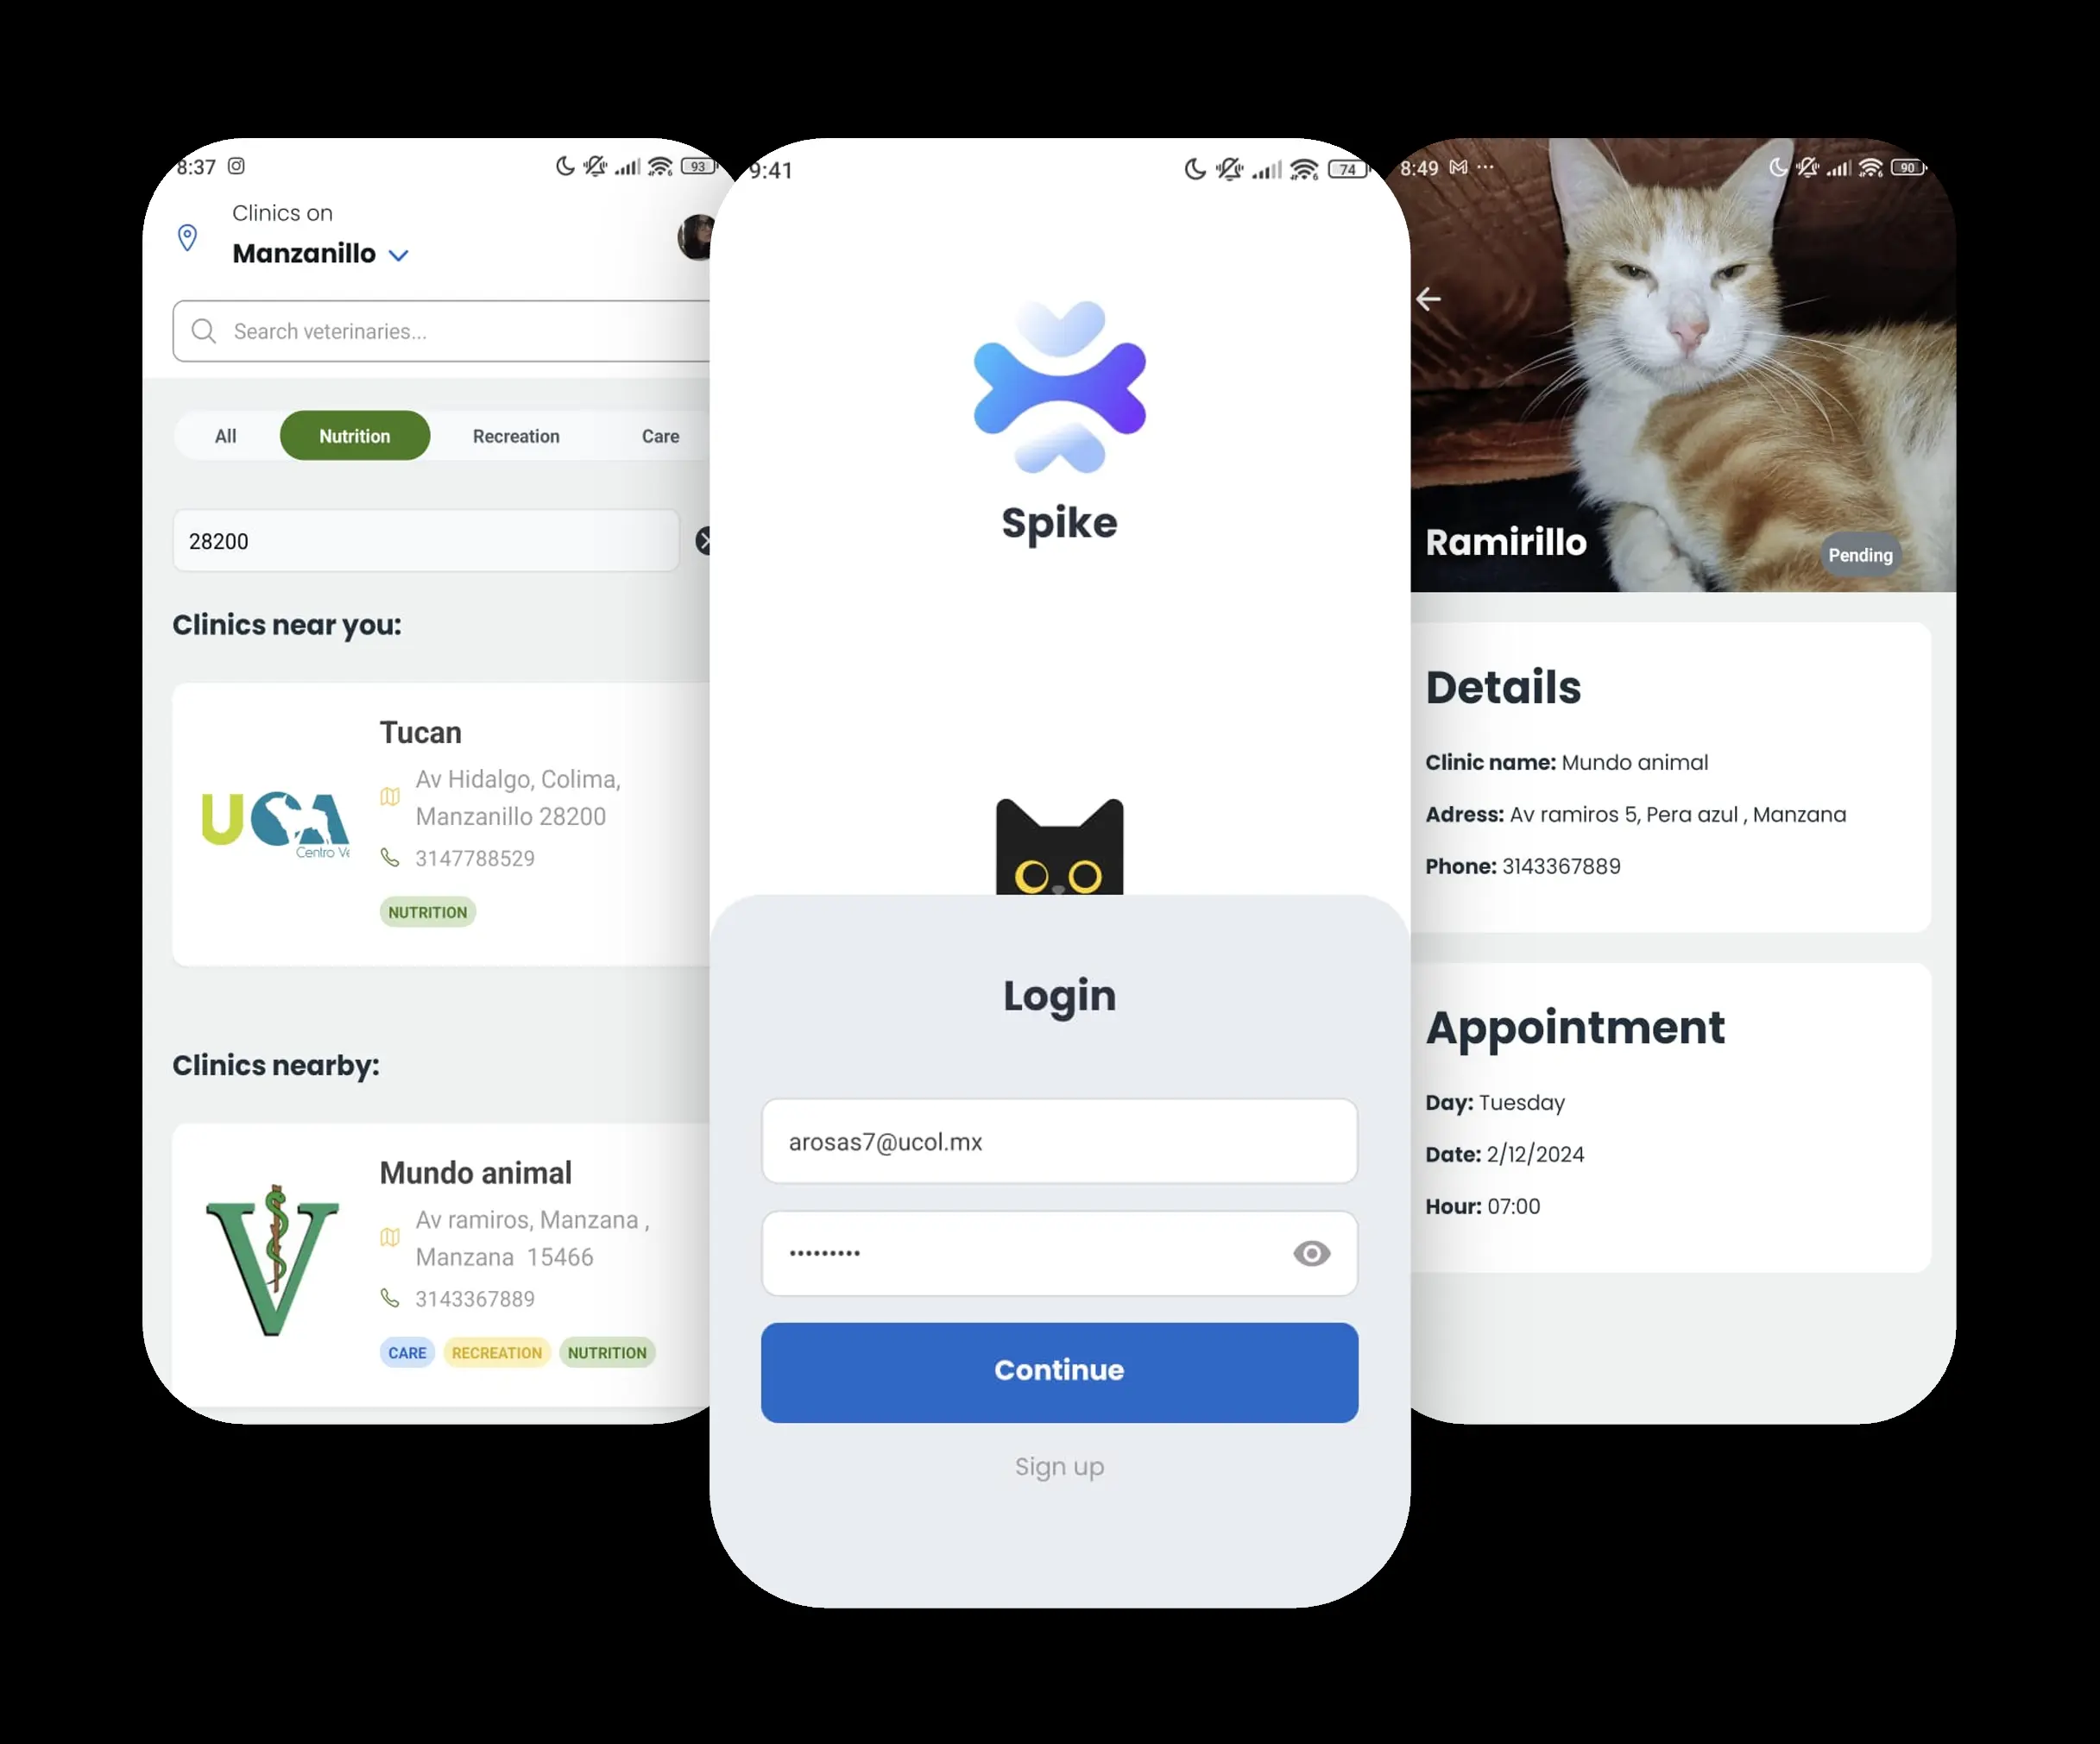 8:37
93
Clinics on
Manzanillo
Search veterinaries...
All
Nutrition
Recreation
Care
28200
Clinics near you:
UCA
Centro Ve
Tucan
Av Hidalgo, Colima,
Manzanillo 28200
3147788529
NUTRITION
Clinics nearby:
V
Mundo animal
Av ramiros, Manzana ,
Manzana 15466
3143367889
CARE
RECREATION
NUTRITION
9:41
74
Spike
Login
arosas7@ucol.mx
•••••••••
Continue
Sign up
8:49
90
Ramirillo
Pending
Details
Clinic name: Mundo animal
Adress: Av ramiros 5, Pera azul , Manzana
Phone: 3143367889
Appointment
Day: Tuesday
Date: 2/12/2024
Hour: 07:00